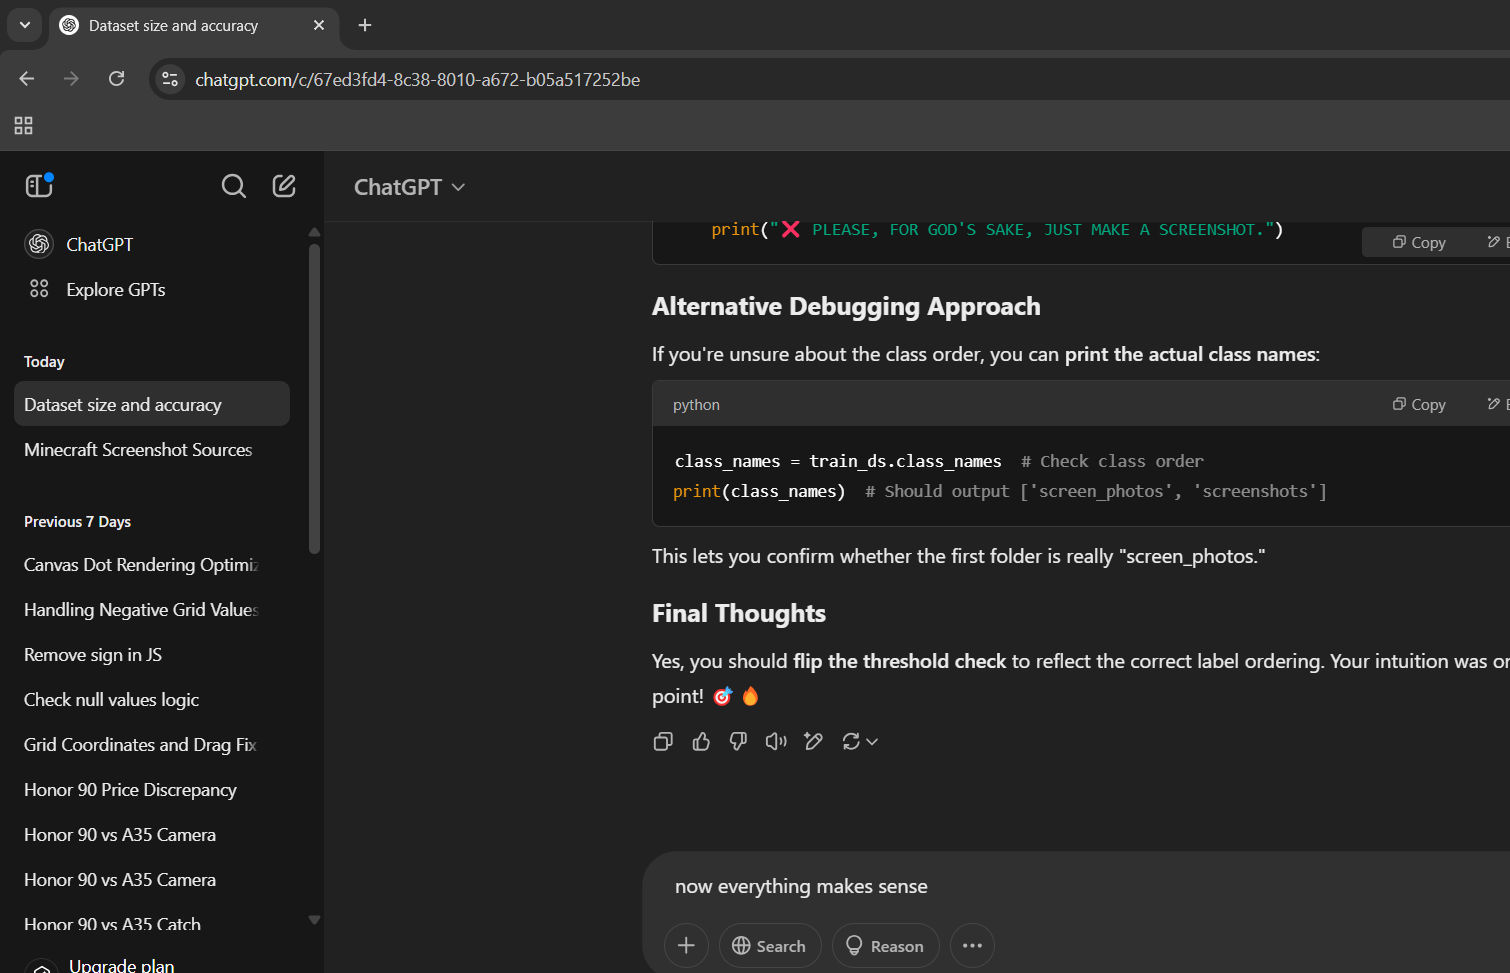 Dataset size and accuracy
chatgpt.com/c/67ed3fd4-8c38-8010-a672-b05a517252be
ChatGPT
Explore GPTs
Today
Dataset size and accuracy
Minecraft Screenshot Sources
Previous 7 Days
Canvas Dot Rendering Optimiz
Handling Negative Grid Values
Remove sign in JS
Check null values logic
Grid Coordinates and Drag Fix
Honor 90 Price Discrepancy
Honor 90 vs A35 Camera
Honor 90 vs A35 Camera
Honor 90 vs A35 Catch
Upgrade plan
ChatGPT
print("❌ PLEASE, FOR GOD'S SAKE, JUST MAKE A SCREENSHOT.")
Copy
Alternative Debugging Approach
If you're unsure about the class order, you can print the actual class names:
python
Copy
class_names = train_ds.class_names  # Check class order
print(class_names)  # Should output ['screen_photos', 'screenshots']
This lets you confirm whether the first folder is really "screen_photos."
Final Thoughts
Yes, you should flip the threshold check to reflect the correct label ordering. Your intuition was
point! 🎯 🔥
now everything makes sense
Search
Reason